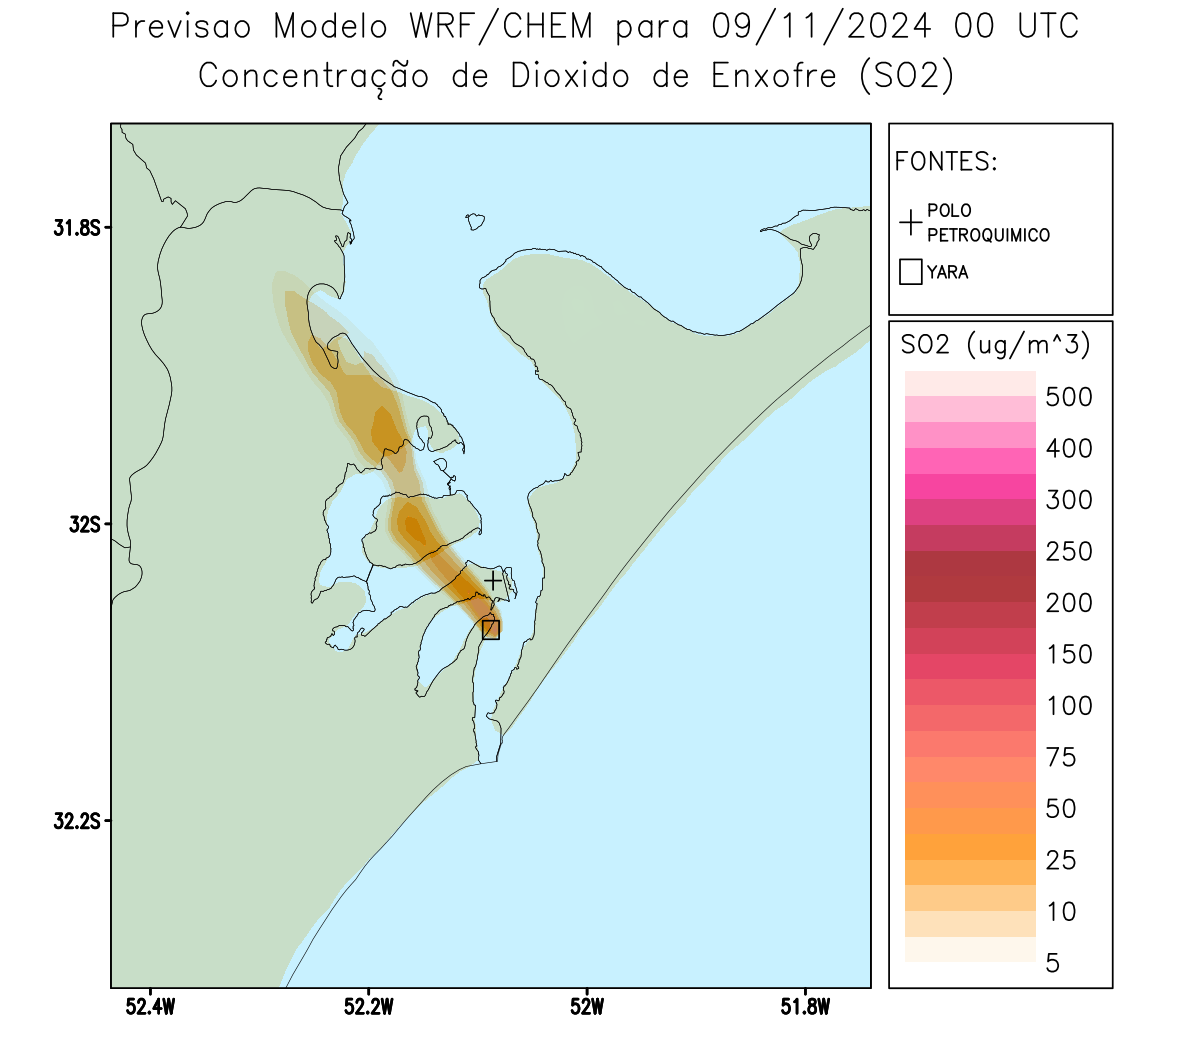 Previsao Modelo WRF/CHEM para 09/11/2024 00 UTC
Concentração de Dioxido de Enxofre (SO2)
FONTES:
POLO
PETROQUIMICO
YARA
31.8S
32S
32.2S
52.4W
52.2W
52W
51.8W
SO2 (ug/m^3)
500
400
300
250
200
150
100
75
50
25
10
5